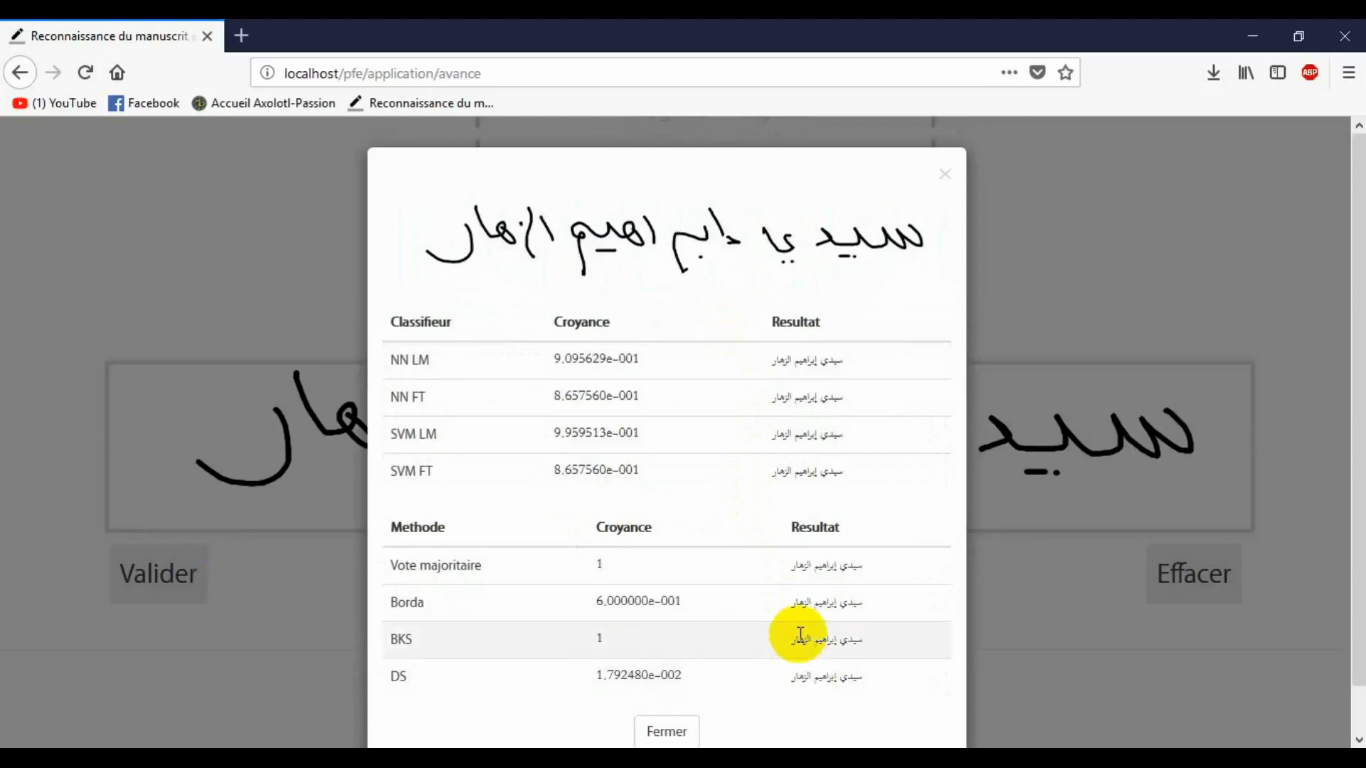 Reconnaissance du manuscrit
localhost/pfe/application/avance
ABP
(1) YouTube Facebook Accueil Axolotl-Passion Reconnaissance du m...
سيدي ابراهيم الزهار
Classifieur Croyance Resultat
NN LM 9,095629e-001 سيدي إبراهيم الزهار
NN FT 8,657560e-001 سيدي إبراهيم الزهار
SVM LM 9,959513e-001 سيدي إبراهيم الزهار
SVM FT 8,657560e-001 سيدي إبراهيم الزهار
سيد هار
Methode Croyance Resultat
Vote majoritaire 1 سيدي إبراهيم الزهار
Valider Effacer
Borda 6,000000e-001 سيدي إبراهيم الزهار
BKS 1 سيدي إبراهيم الزهار
DS 1,792480e-002 سيدي إبراهيم الزهار
Fermer